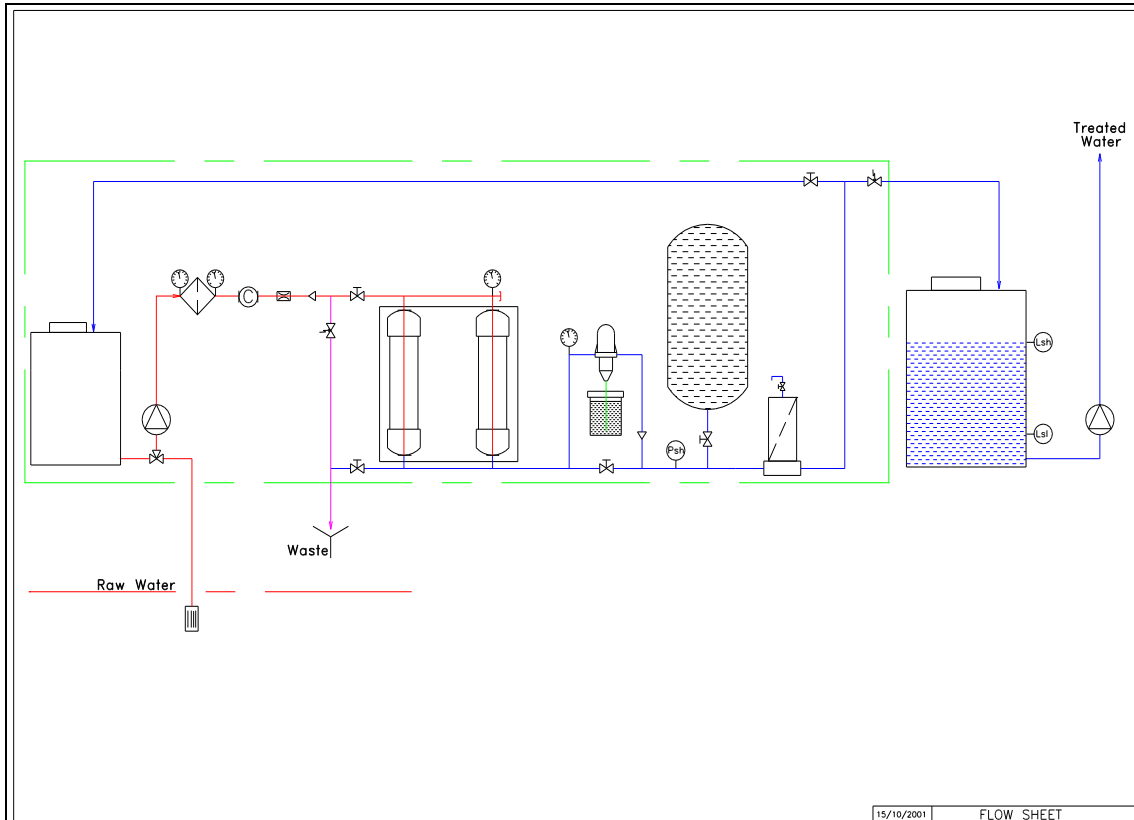 Treated
Water
C
Lsh
Lsl
Psh
Waste
Raw Water
15/10/2001
FLOW SHEET